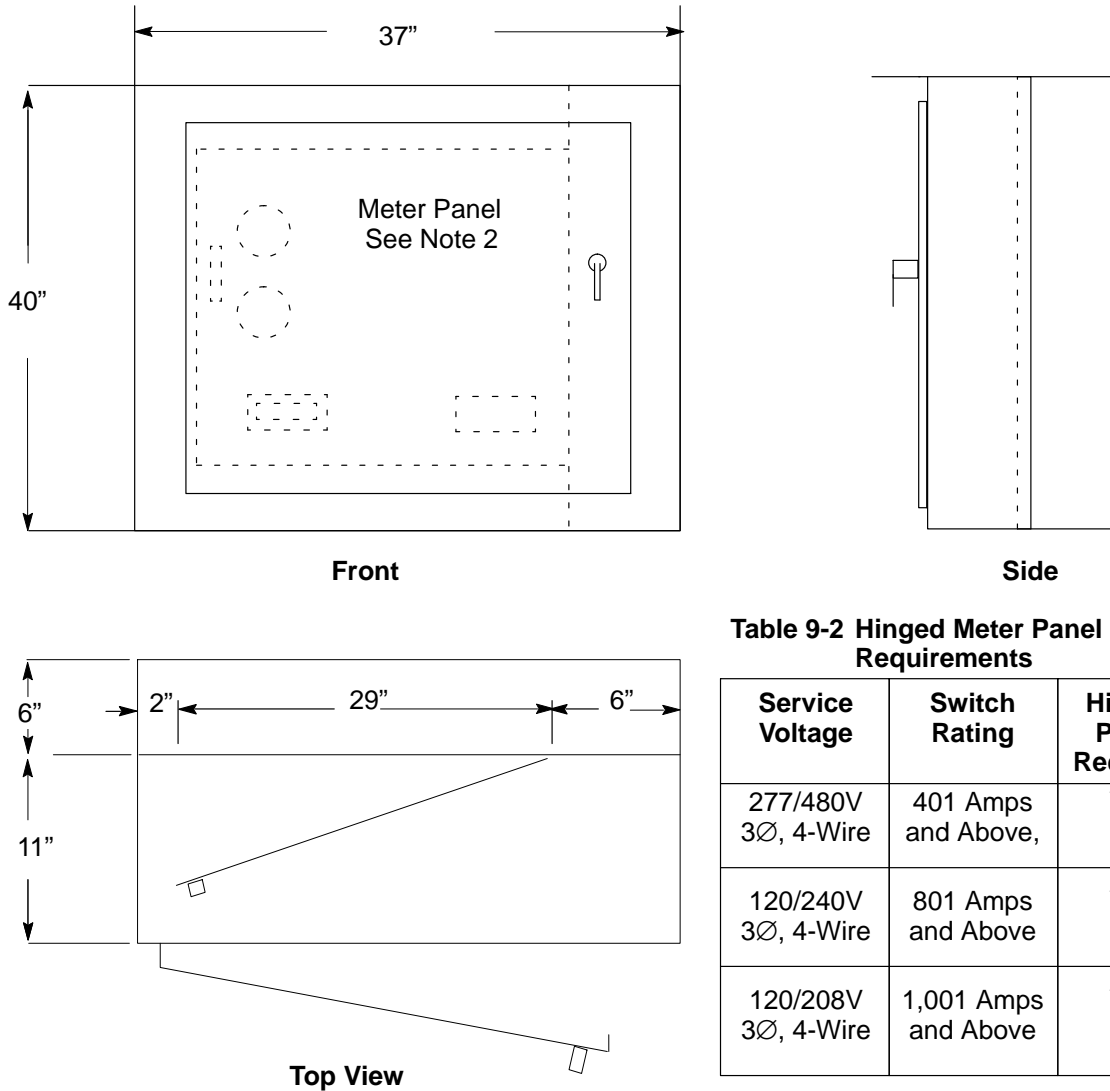 37”
40”
Meter Panel
See Note 2
Front
Side
6”
2”
29”
6”
11”
Top View
Table 9-2 Hinged Meter Panel
Requirements
Service
Voltage
Switch
Rating
277/480V
3∅, 4-Wire
401 Amps
and Above,
120/240V
3∅, 4-Wire
801 Amps
and Above
120/208V
3∅, 4-Wire
1,001 Amps
and Above